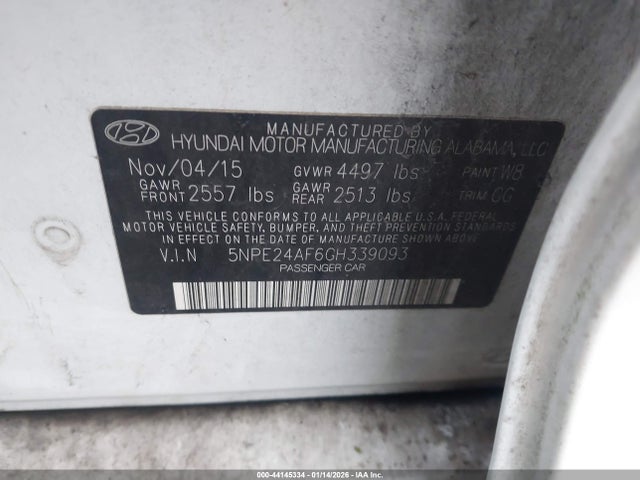 MANUFACTURED BY
HYUNDAI MOTOR MANUFACTURING ALABAMA, LLC
Nov/04/15 GVWR 4497 lbs PAINT W8
GAWR FRONT 2557 lbs GAWR REAR 2513 lbs TRIM GG
THIS VEHICLE CONFORMS TO ALL APPLICABLE U.S.A. FEDERAL
MOTOR VEHICLE SAFETY, BUMPER, AND THEFT PREVENTION STANDARDS
IN EFFECT ON THE DATE OF MANUFACTURE SHOWN ABOVE.
V.I.N 5NPE24AF6GH339093
PASSENGER CAR
000-44145334 | 01/14/2026 - IAAI.COM